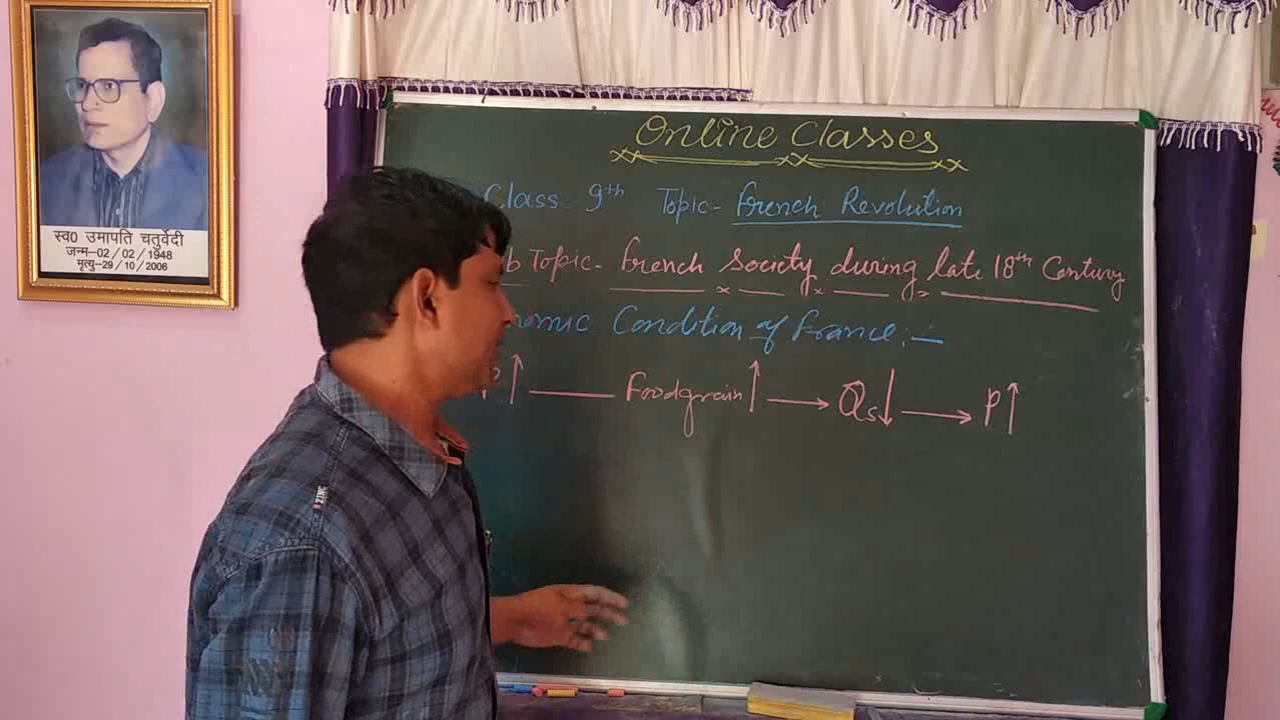 स्व0 उमापति चतुर्वेदी
जन्म-02/02/1948
मृत्यु-29/10/2006
Online Classes
Class - 9th Topic- French Revolution
Topic- French Society during late 18th Century
Condition of France:-
↑ — Foodgrain↑ → Qs↓ → P↑
ZINC